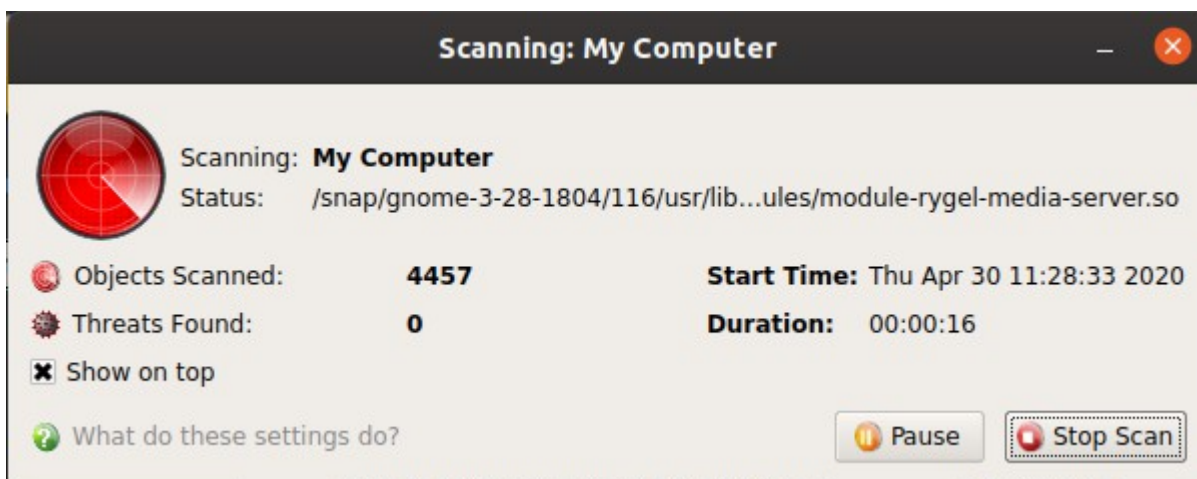 Scanning: My Computer
Scanning: My Computer
Status: /snap/gnome-3-28-1804/116/usr/lib...ules/module-rygel-media-server.so
Objects Scanned: 4457 Start Time: Thu Apr 30 11:28:33 2020
Threats Found: 0 Duration: 00:00:16
Show on top
What do these settings do? Pause Stop Scan